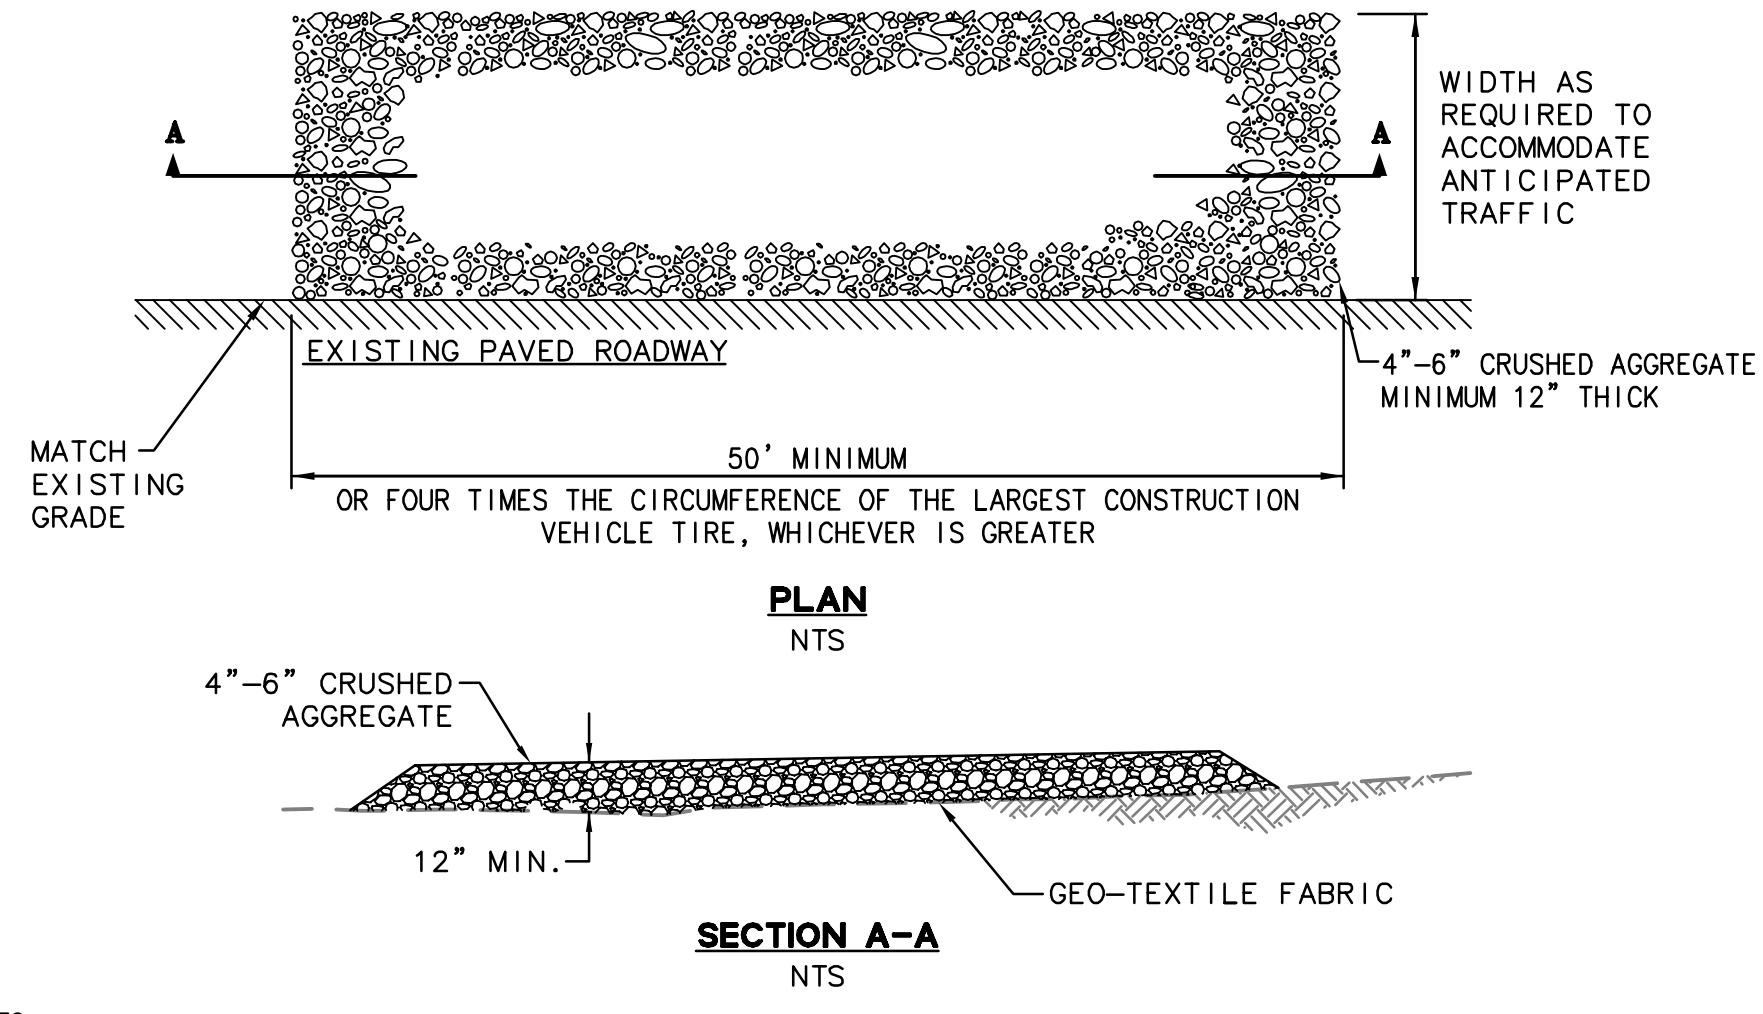 A
A
WIDTH AS
REQUIRED TO
ACCOMMODATE
ANTICIPATED
TRAFFIC
EXISTING PAVED ROADWAY
4"-6" CRUSHED AGGREGATE
MINIMUM 12" THICK
MATCH
EXISTING
GRADE
50' MINIMUM
OR FOUR TIMES THE CIRCUMFERENCE OF THE LARGEST CONSTRUCTION
VEHICLE TIRE, WHICHEVER IS GREATER
PLAN
NTS
4"-6" CRUSHED
AGGREGATE
12" MIN.
GEO-TEXTILE FABRIC
SECTION A-A
NTS